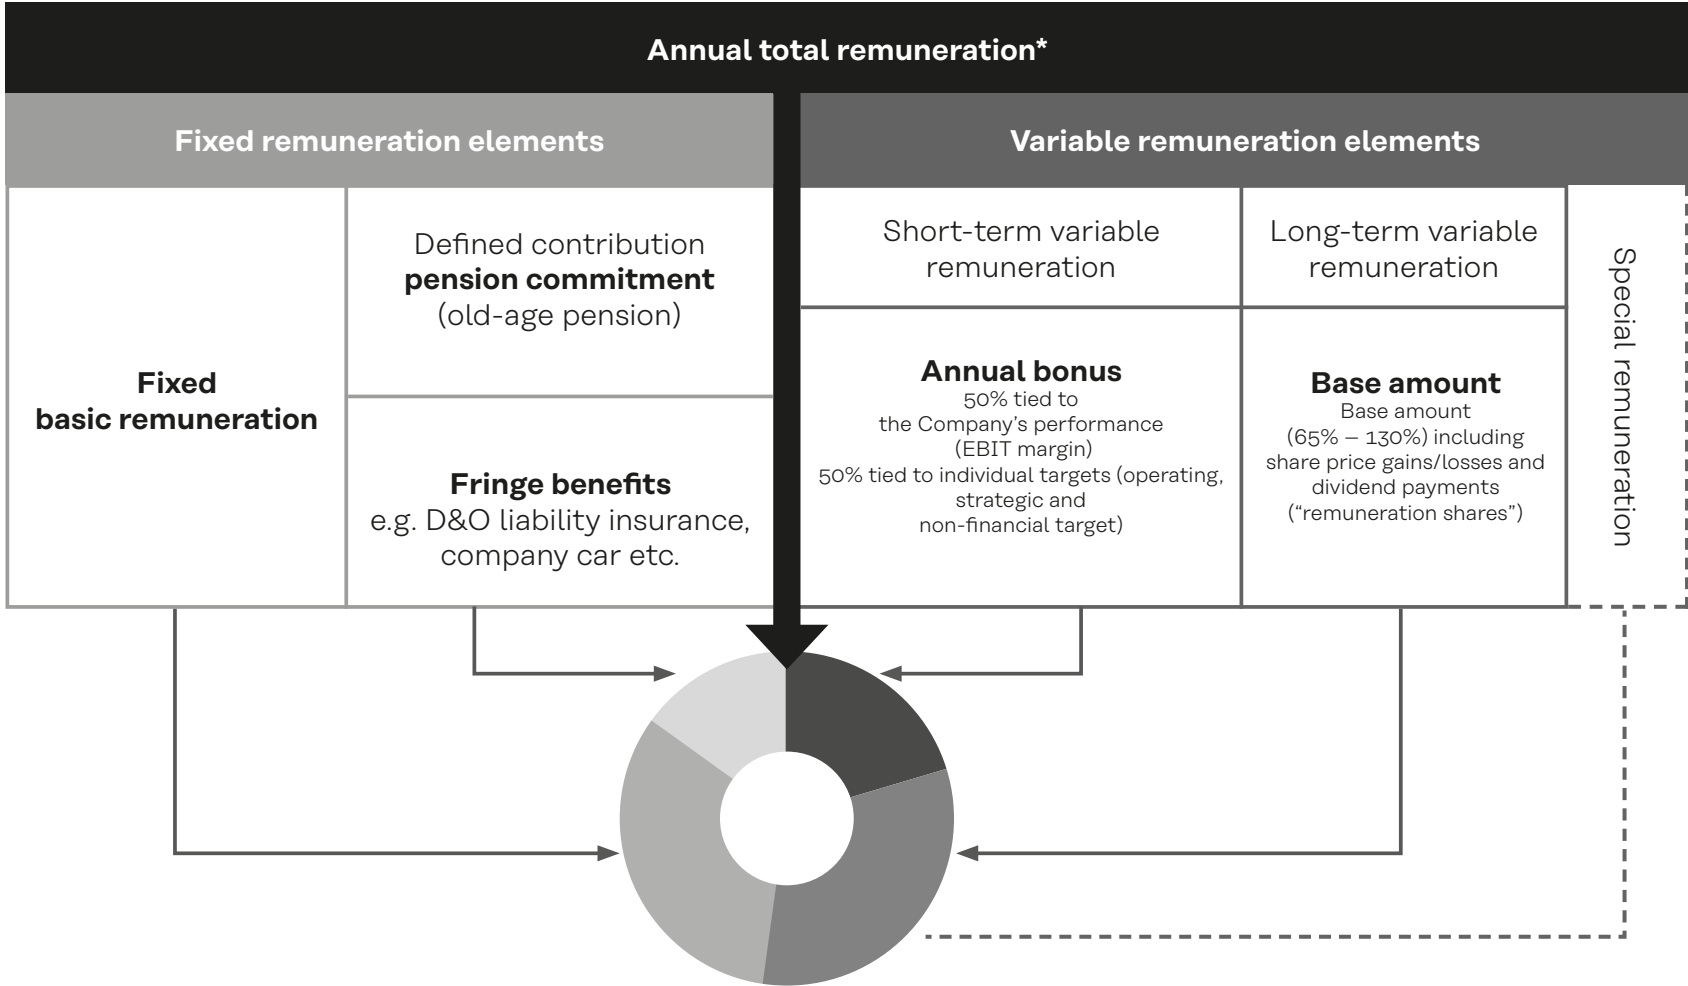 Annual total remuneration*
Fixed remuneration elements
Variable remuneration elements
Fixed
basic remuneration
Defined contribution
pension commitment
(old-age pension)
Fringe benefits
e.g. D&O liability insurance,
company car etc.
Short-term variable
remuneration
Annual bonus
50% tied to
the Company’s performance
(EBIT margin)
50% tied to individual targets (operating,
strategic and
non-financial target)
Long-term variable
remuneration
Base amount
Base amount
(65% – 130%) including
share price gains/losses and
dividend payments
(“remuneration shares”)
Special remuneration